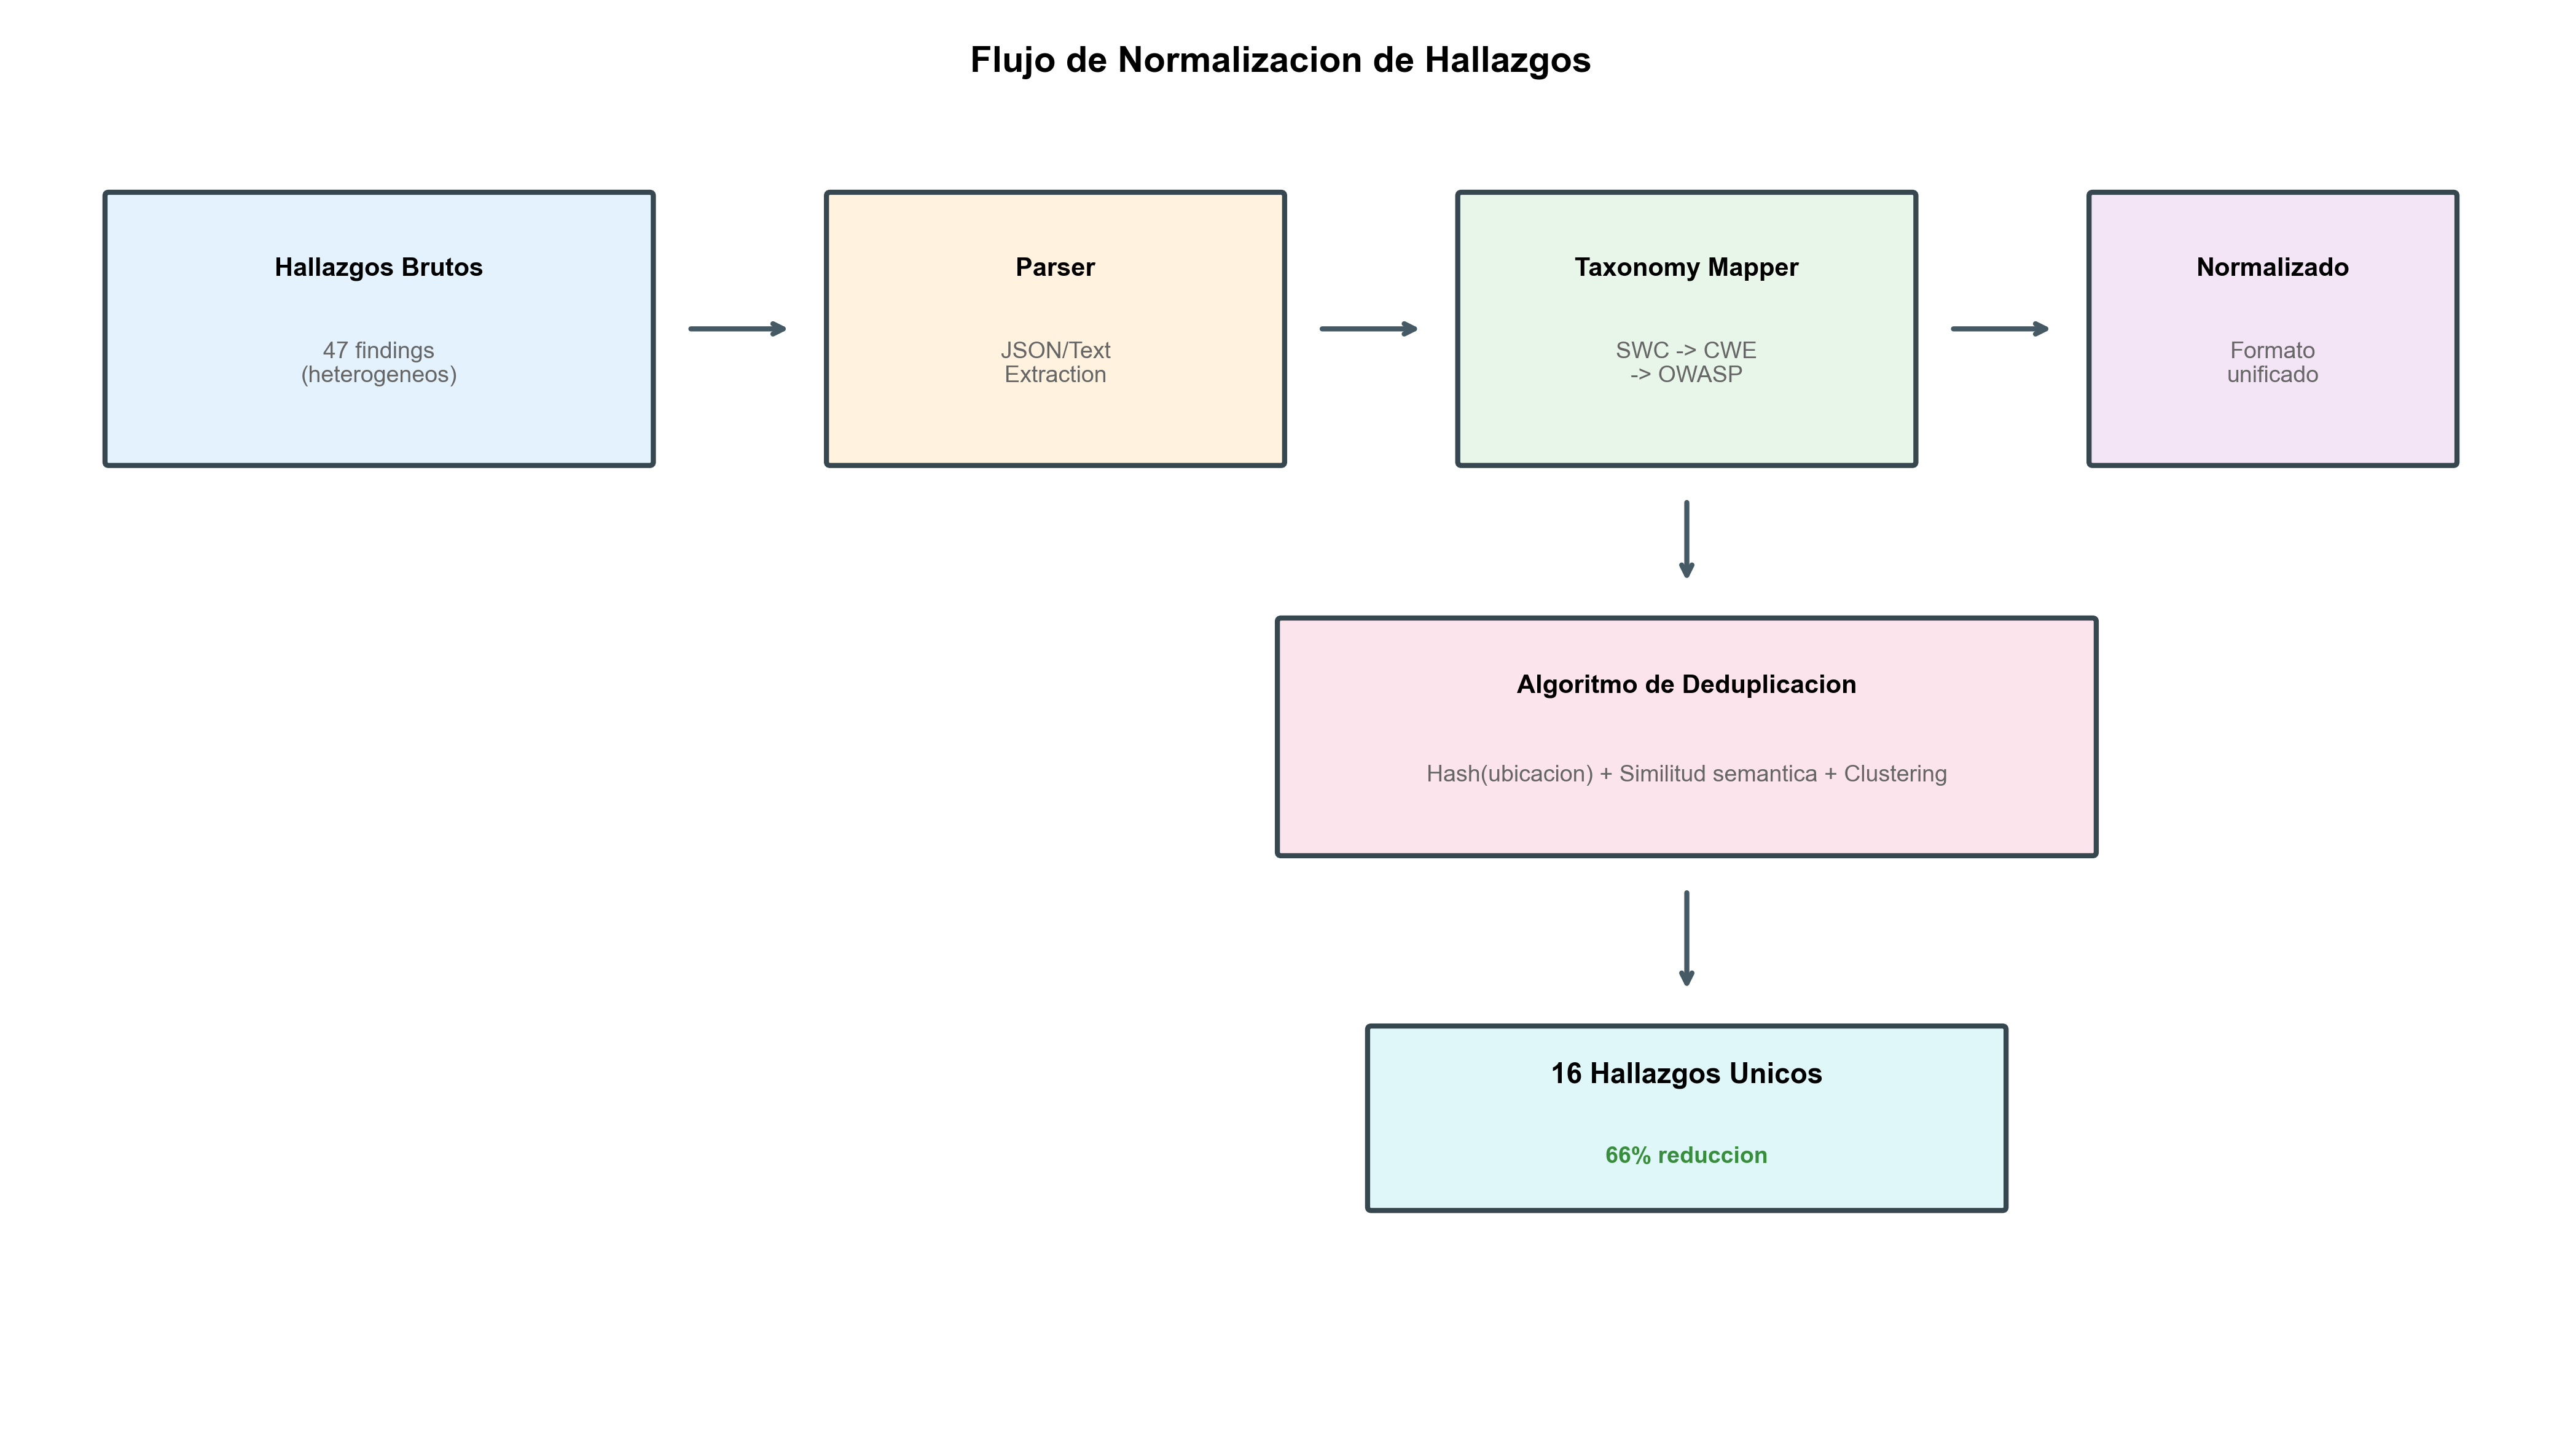 Flujo de Normalizacion de Hallazgos
Hallazgos Brutos
47 findings
(heterogeneos)
Parser
JSON/Text
Extraction
Taxonomy Mapper
SWC -> CWE
-> OWASP
Normalizado
Formato
unificado
Algoritmo de Deduplicacion
Hash(ubicacion) + Similitud semantica + Clustering
16 Hallazgos Unicos
66% reduccion